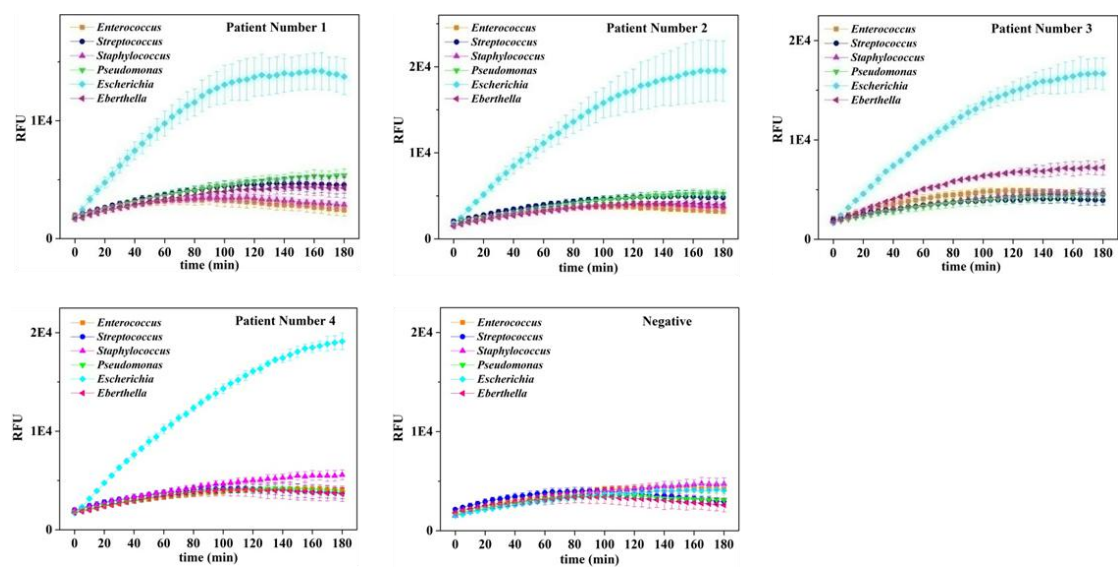 Patient Number 1
Enterococcus
Streptococcus
Staphylococcus
Pseudomonas
Escherichia
Eberthella
1E4
0
RFU
0 20 40 60 80 100 120 140 160 180
time (min)
Patient Number 2
Enterococcus
Streptococcus
Staphylococcus
Pseudomonas
Escherichia
Eberthella
2E4
1E4
0
RFU
0 20 40 60 80 100 120 140 160 180
time (min)
Patient Number 3
Enterococcus
Streptococcus
Staphylococcus
Pseudomonas
Escherichia
Eberthella
2E4
1E4
0
RFU
0 20 40 60 80 100 120 140 160 180
time (min)
Patient Number 4
Enterococcus
Streptococcus
Staphylococcus
Pseudomonas
Escherichia
Eberthella
2E4
1E4
0
RFU
0 20 40 60 80 100 120 140 160 180
time (min)
Negative
Enterococcus
Streptococcus
Staphylococcus
Pseudomonas
Escherichia
Eberthella
2E4
1E4
0
RFU
0 20 40 60 80 100 120 140 160 180
time (min)